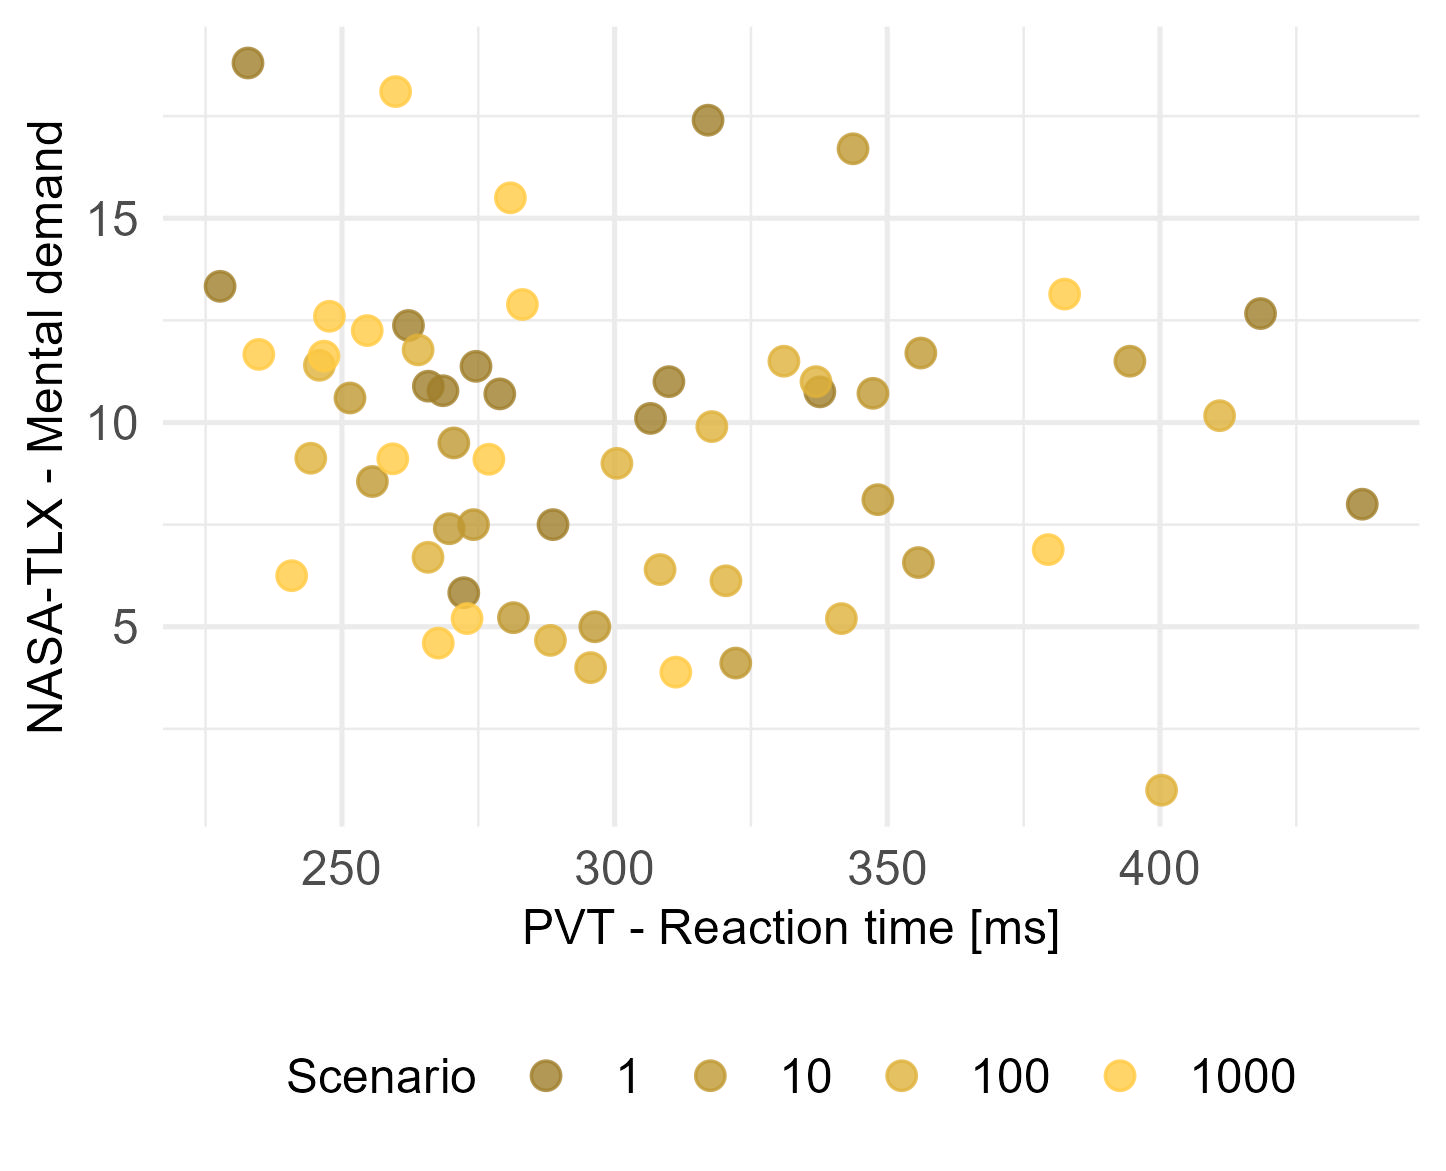 NASA-TLX - Mental demand
15
10
5
250 300 350 400
PVT - Reaction time [ms]
Scenario 1 10 100 1000